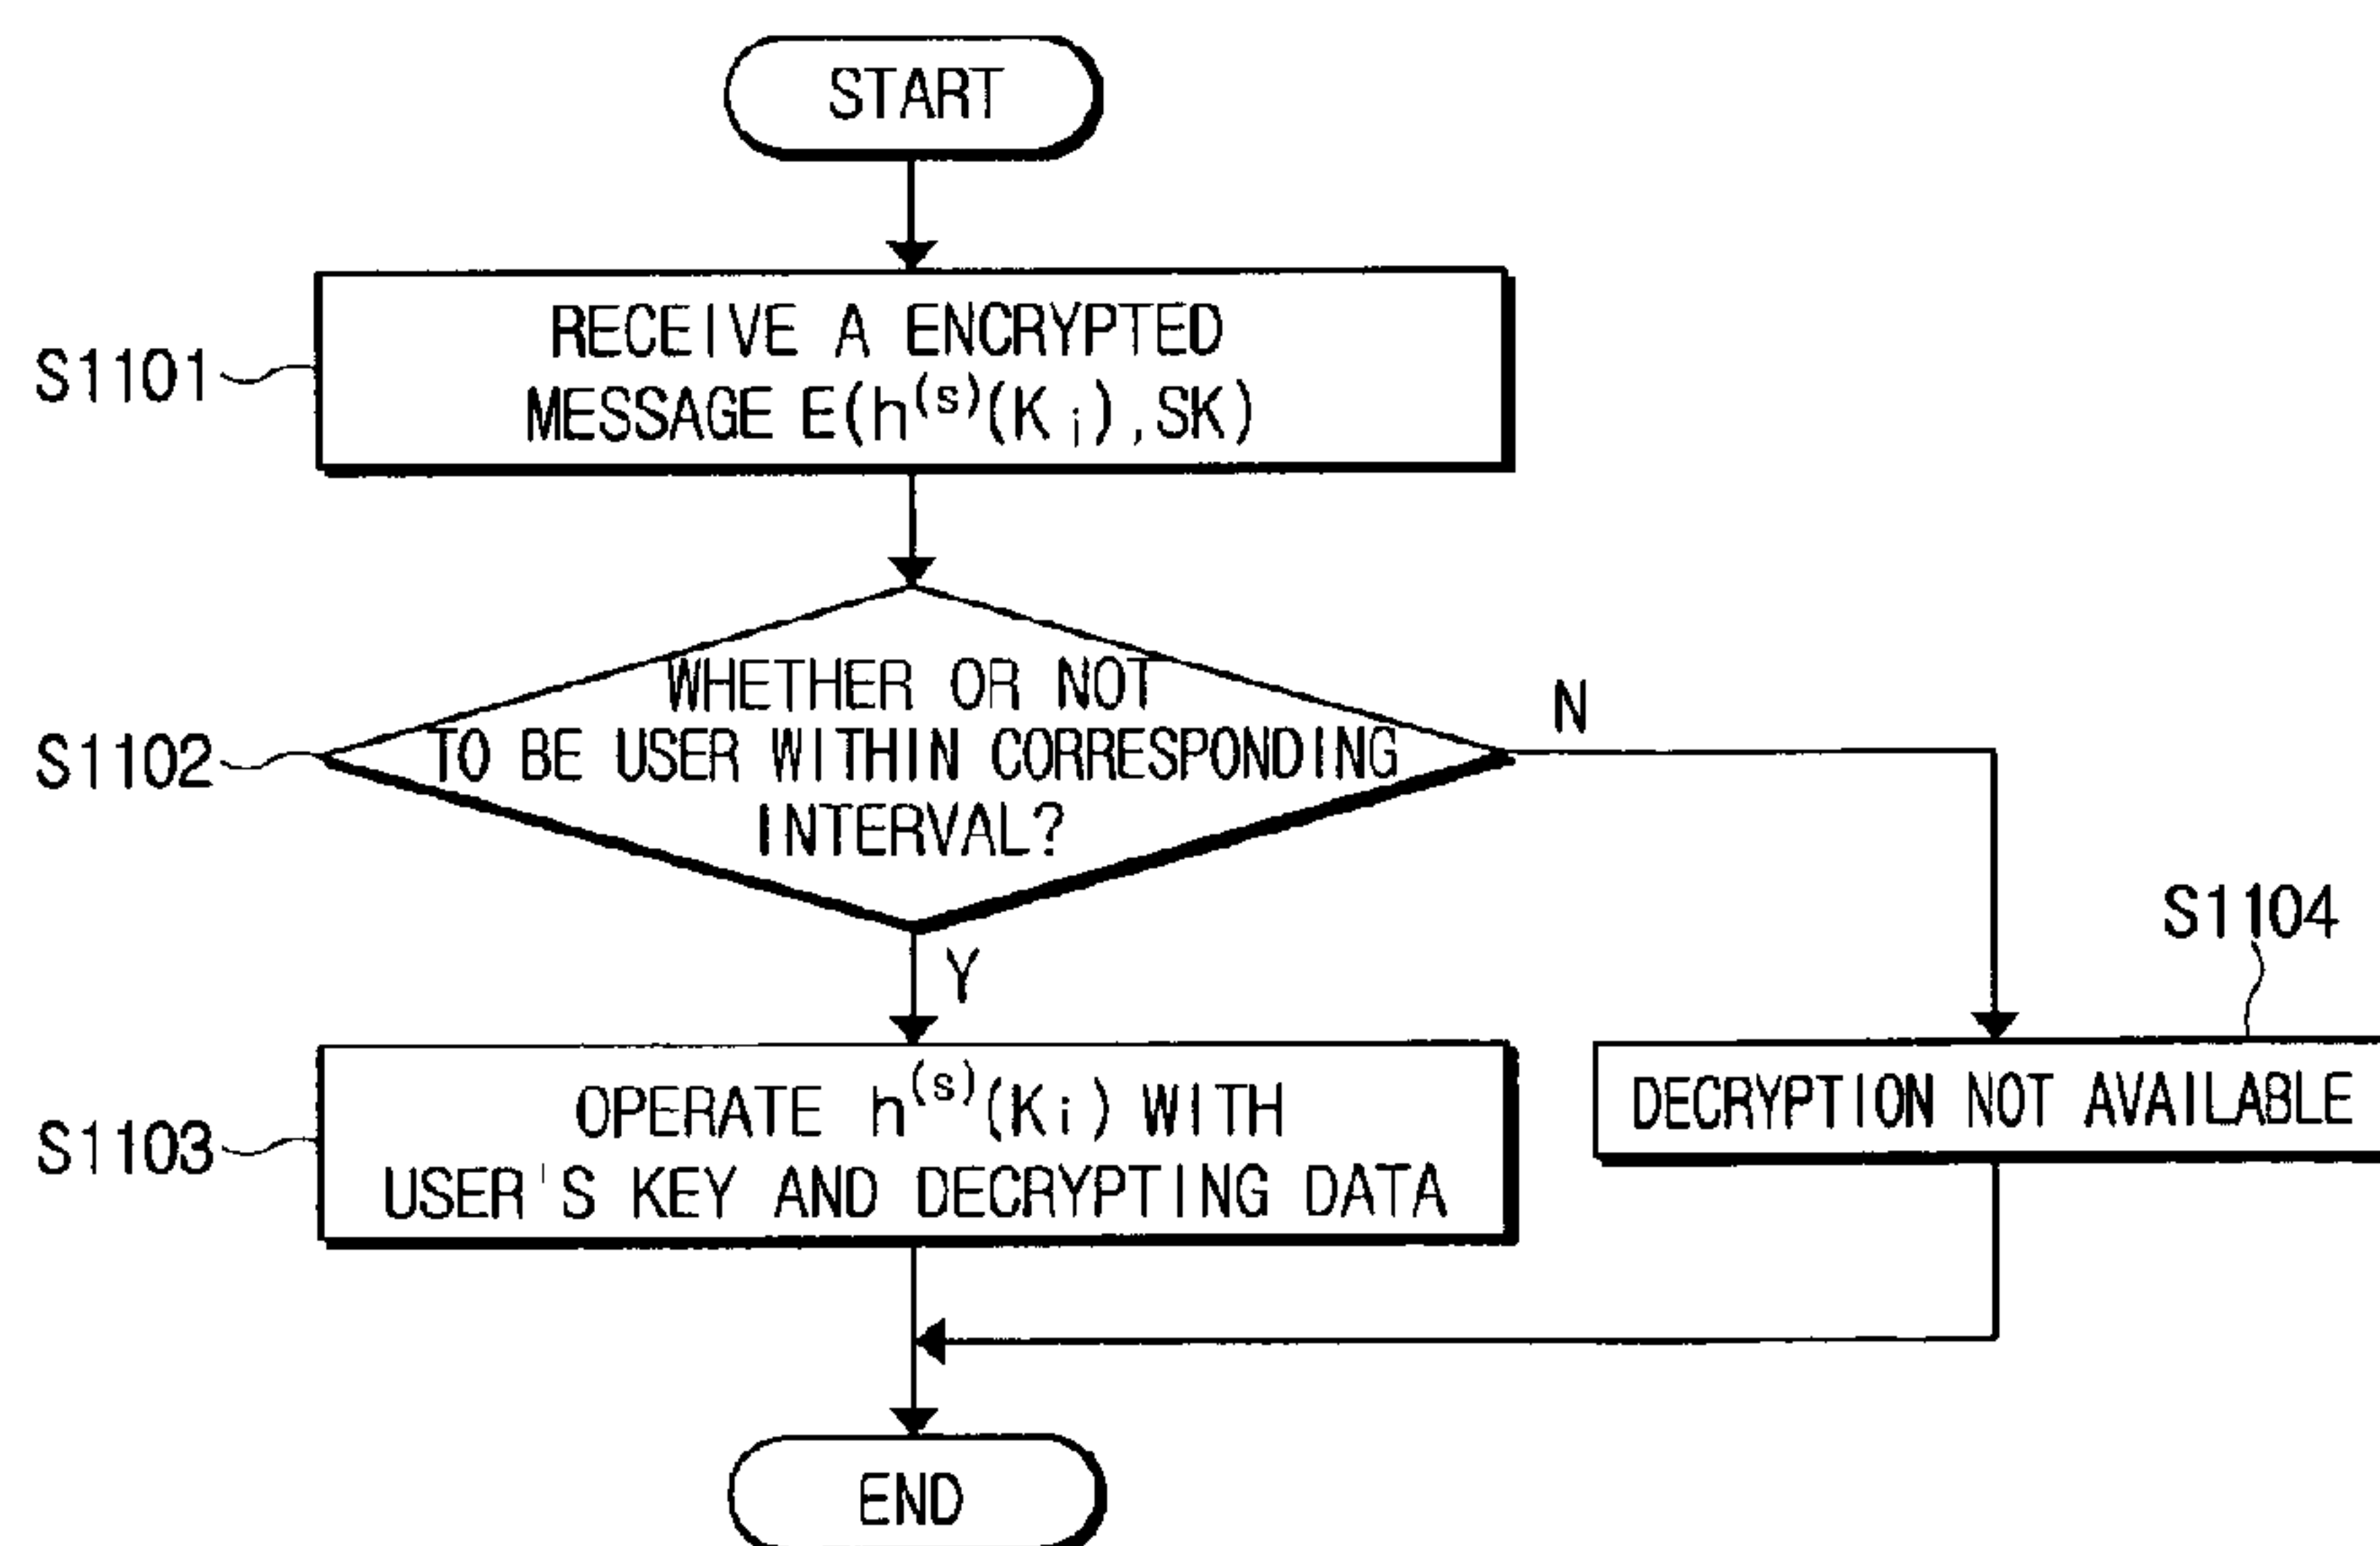 START
S1101
RECEIVE A ENCRYPTED
MESSAGE E(h⁽ˢ⁾(Kᵢ),SK)
S1102
WHETHER OR NOT
TO BE USER WITHIN CORRESPONDING
INTERVAL?
N
Y
S1104
S1103
OPERATE h⁽ˢ⁾(Kᵢ) WITH
USER'S KEY AND DECRYPTING DATA
DECRYPTION NOT AVAILABLE
END